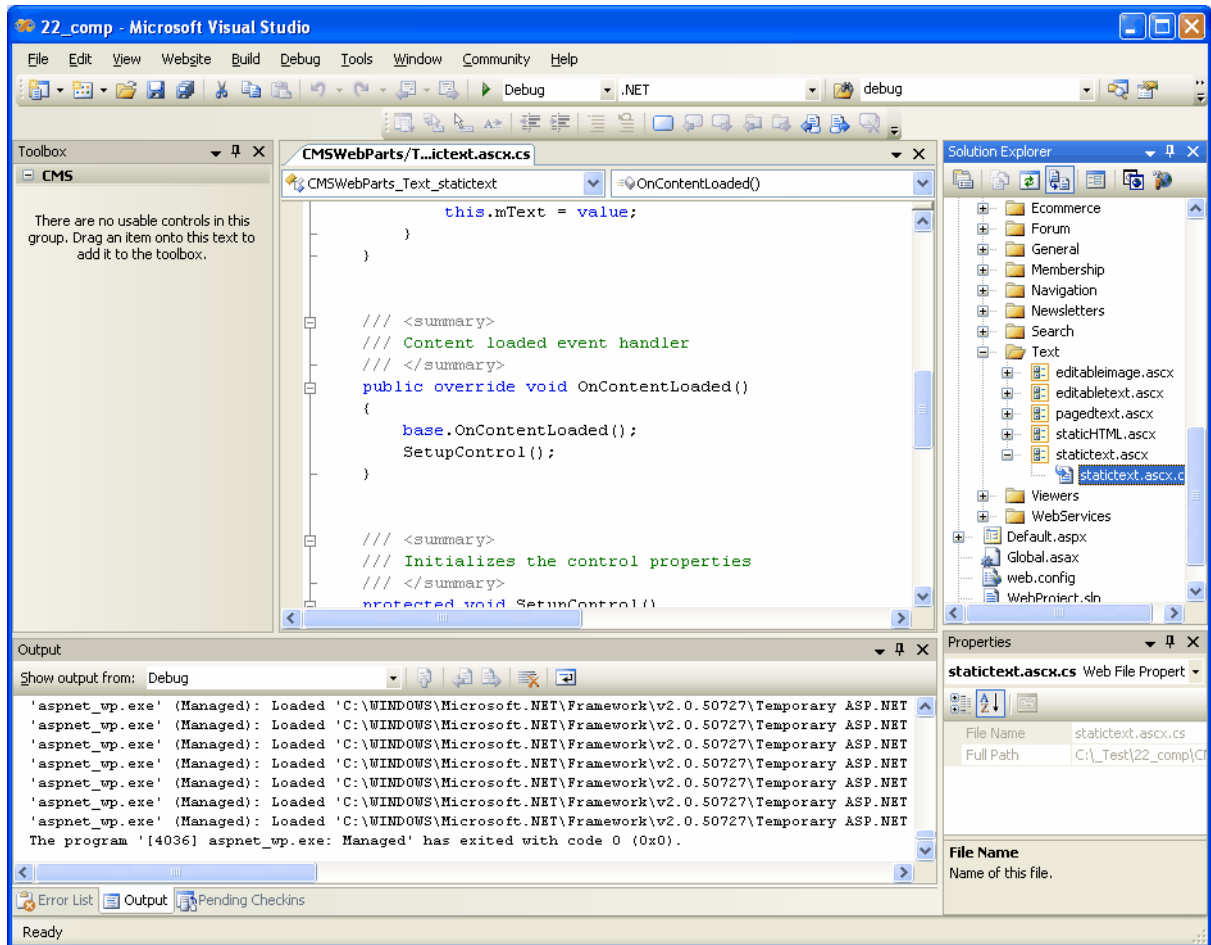 22_comp - Microsoft Visual Studio
File Edit View Website Build Debug Tools Window Community Help
Debug .NET debug
Toolbox
CMS
There are no usable controls in this
group. Drag an item onto this text to
add it to the toolbox.
CMSWebParts/T...ictext.ascx.cs
CMSWebParts_Text_statictext OnContentLoaded()
this.mText = value;
}
}
/// <summary>
/// Content loaded event handler
/// </summary>
public override void OnContentLoaded()
{
base.OnContentLoaded();
SetupControl();
}
/// <summary>
/// Initializes the control properties
/// </summary>
protected void SetupControl()
Solution Explorer
Ecommerce
Forum
General
Membership
Navigation
Newsletters
Search
Text
editableimage.ascx
editabletext.ascx
pagedtext.ascx
staticHTML.ascx
statictext.ascx
statictext.ascx.c
Viewers
WebServices
Default.aspx
Global.asax
web.config
WebProject.sln
Output
Show output from: Debug
'aspnet_wp.exe' (Managed): Loaded 'C:\WINDOWS\Microsoft.NET\Framework\v2.0.50727\Temporary ASP.NET
'aspnet_wp.exe' (Managed): Loaded 'C:\WINDOWS\Microsoft.NET\Framework\v2.0.50727\Temporary ASP.NET
'aspnet_wp.exe' (Managed): Loaded 'C:\WINDOWS\Microsoft.NET\Framework\v2.0.50727\Temporary ASP.NET
'aspnet_wp.exe' (Managed): Loaded 'C:\WINDOWS\Microsoft.NET\Framework\v2.0.50727\Temporary ASP.NET
'aspnet_wp.exe' (Managed): Loaded 'C:\WINDOWS\Microsoft.NET\Framework\v2.0.50727\Temporary ASP.NET
'aspnet_wp.exe' (Managed): Loaded 'C:\WINDOWS\Microsoft.NET\Framework\v2.0.50727\Temporary ASP.NET
'aspnet_wp.exe' (Managed): Loaded 'C:\WINDOWS\Microsoft.NET\Framework\v2.0.50727\Temporary ASP.NET
The program '[4036] aspnet_wp.exe: Managed' has exited with code 0 (0x0).
Error List Output Pending Checkins
Properties
statictext.ascx.cs Web File Propert
File Name statictext.ascx.cs
Full Path C:\_Test\22_comp\C
File Name
Name of this file.
Ready